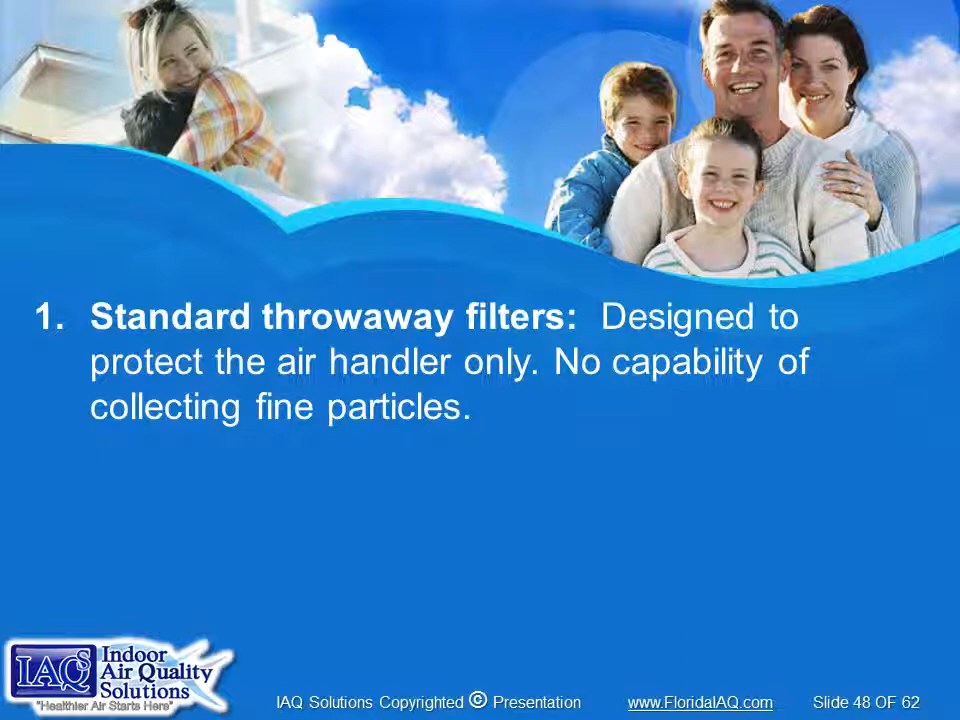 1. Standard throwaway filters: Designed to
protect the air handler only. No capability of
collecting fine particles.
IAQS Indoor
Air Quality
Solutions
"Healthier Air Starts Here"
IAQ Solutions Copyrighted © Presentation www.FloridaIAQ.com Slide 48 OF 62